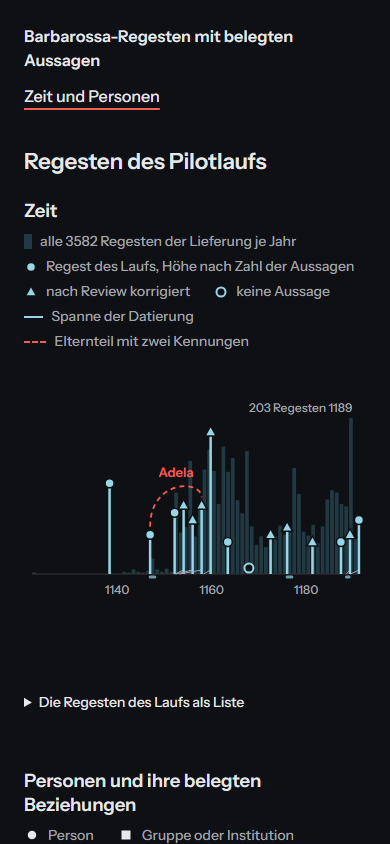 Barbarossa-Regesten mit belegten
Aussagen
Zeit und Personen
Regesten des Pilotlaufs
Zeit
alle 3582 Regesten der Lieferung je Jahr
Regest des Laufs, Höhe nach Zahl der Aussagen
nach Review korrigiert keine Aussage
Spanne der Datierung
Elternteil mit zwei Kennungen
203 Regesten 1189
Adela
1140 1160 1180
Die Regesten des Laufs als Liste
Personen und ihre belegten
Beziehungen
Person Gruppe oder Institution